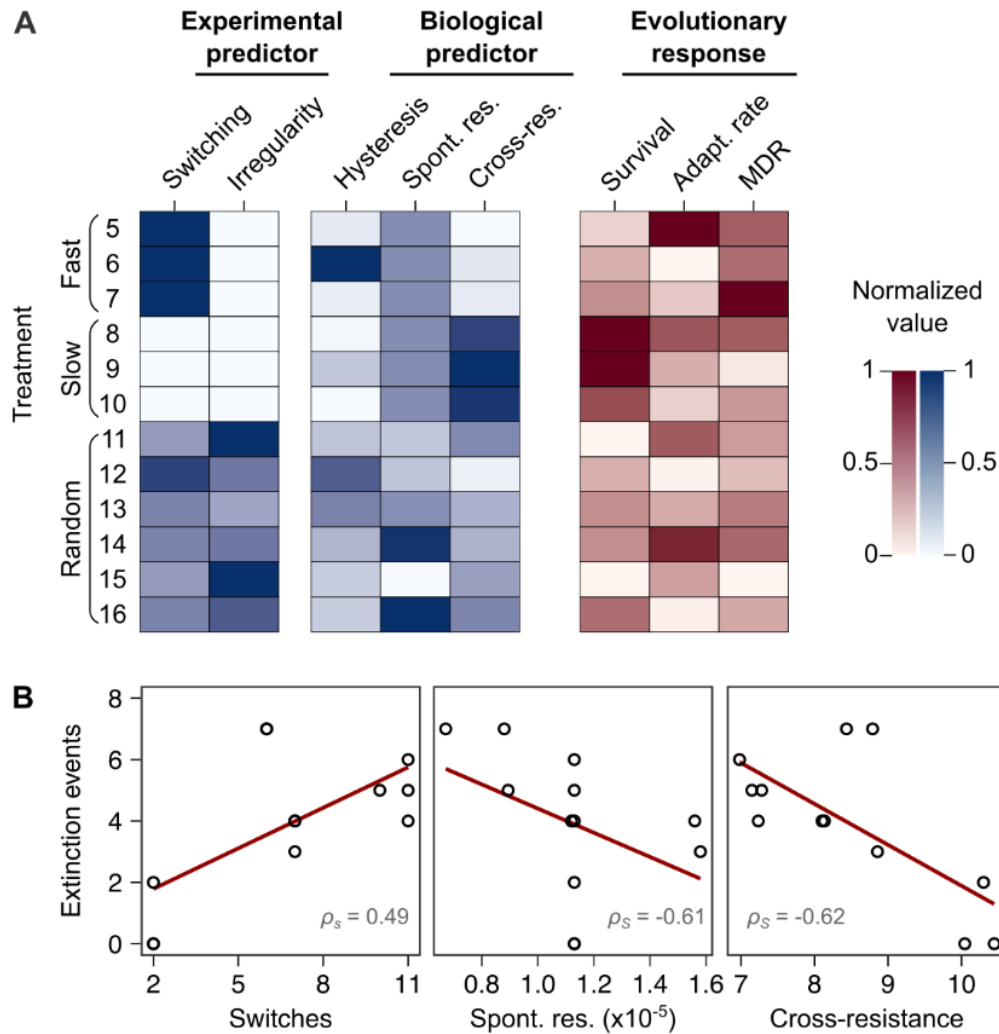 A
Experimental predictor
Biological predictor
Evolutionary response
Switching
Irregularity
Hysteresis
Spont. res.
Cross-res.
Survival
Adapt. rate
MDR
Treatment
Fast
5
6
7
Slow
8
9
10
Random
11
12
13
14
15
16
Normalized value
1 1
0.5 0.5
0 0
B
Extinction events
8
6
4
2
0
ρs = 0.49
2 5 8 11
Switches
ρS = -0.61
0.8 1.0 1.2 1.4 1.6
Spont. res. (x10-5)
ρS = -0.62
7 8 9 10
Cross-resistance